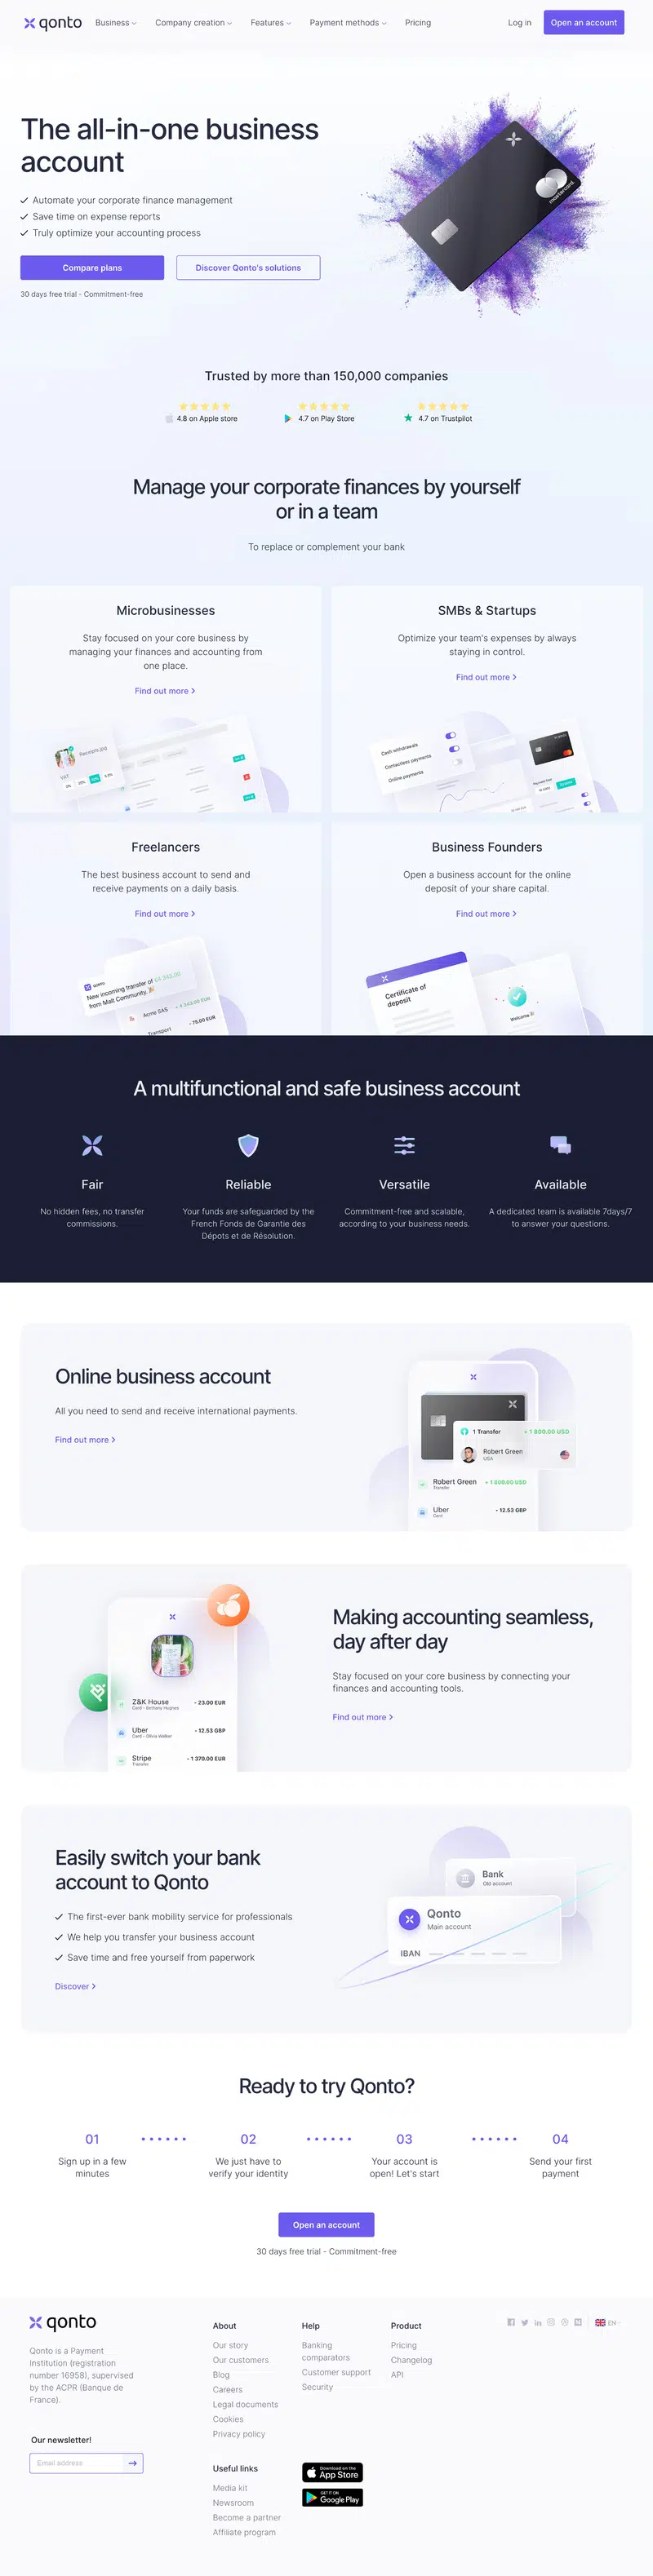 qonto
Business
Company creation
Features
Payment methods
Pricing
Log in
Open an account
The all-in-one business
account
Automate your corporate finance management
Save time on expense reports
Truly optimize your accounting process
Compare plans
Discover Qonto's solutions
30 days free trial - Commitment-free
mastercard
Trusted by more than 150,000 companies
4.8 on Apple store
4.7 on Play Store
4.7 on Trustpilot
Manage your corporate finances by yourself
or in a team
To replace or complement your bank
Microbusinesses
Stay focused on your core business by
managing your finances and accounting from
one place.
Find out more
Receipts.jpg
VAT
SMBs & Startups
Optimize your team's expenses by always
staying in control.
Find out more
Cash withdrawals
Contactless payments
Online payments
Freelancers
The best business account to send and
receive payments on a daily basis.
Find out more
New incoming transfer of
from Malt Community.
Acme SAS
Transport
- 75.00 EUR
Business Founders
Open a business account for the online
deposit of your share capital.
Find out more
Certificate of
deposit
Welcome
A multifunctional and safe business account
Fair
No hidden fees, no transfer
commissions.
Reliable
Your funds are safeguarded by the
French Fonds de Garantie des
Dépots et de Résolution.
Versatile
Commitment-free and scalable,
according to your business needs.
Available
A dedicated team is available 7days/7
to answer your questions.
Online business account
All you need to send and receive international payments.
Find out more
1 Transfer
+ 1 809.00 USD
Robert Green
USA
Robert Green
+ 1 809.00 USD
Transfer
Uber
- 12.53 GBP
Card
Z&K House
- 23.00 EUR
Card - Bethany Hughes
Uber
- 12.53 GBP
Card - Olivia Walker
Stripe
- 1 370.00 EUR
Transfer
Making accounting seamless,
day after day
Stay focused on your core business by connecting your
finances and accounting tools.
Find out more
Easily switch your bank
account to Qonto
The first-ever bank mobility service for professionals
We help you transfer your business account
Save time and free yourself from paperwork
Discover
Bank
Old account
Qonto
Main account
IBAN
Ready to try Qonto?
01
Sign up in a few
minutes
02
We just have to
verify your identity
03
Your account is
open! Let's start
04
Send your first
payment
Open an account
30 days free trial - Commitment-free
qonto
Qonto is a Payment
Institution (registration
number 16958), supervised
by the ACPR (Banque de
France).
Our newsletter!
Email address
About
Our story
Our customers
Blog
Careers
Legal documents
Cookies
Privacy policy
Help
Banking
comparators
Customer support
Security
Product
Pricing
Changelog
API
EN
Useful links
Media kit
Newsroom
Become a partner
Affiliate program
Download on the
App Store
GET IT ON
Google Play